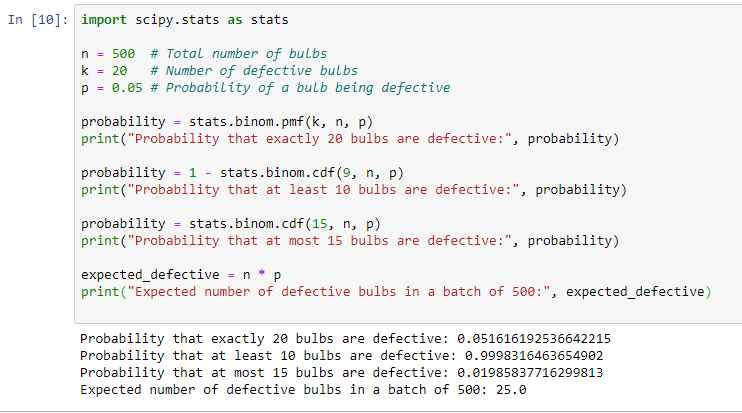 In [10]: import scipy.stats as stats
n = 500  # Total number of bulbs
k = 20   # Number of defective bulbs
p = 0.05 # Probability of a bulb being defective
probability = stats.binom.pmf(k, n, p)
print("Probability that exactly 20 bulbs are defective:", probability)
probability = 1 - stats.binom.cdf(9, n, p)
print("Probability that at least 10 bulbs are defective:", probability)
probability = stats.binom.cdf(15, n, p)
print("Probability that at most 15 bulbs are defective:", probability)
expected_defective = n * p
print("Expected number of defective bulbs in a batch of 500:", expected_defective)
Probability that exactly 20 bulbs are defective: 0.051616192536642215
Probability that at least 10 bulbs are defective: 0.9998316463654902
Probability that at most 15 bulbs are defective: 0.01985837716299813
Expected number of defective bulbs in a batch of 500: 25.0